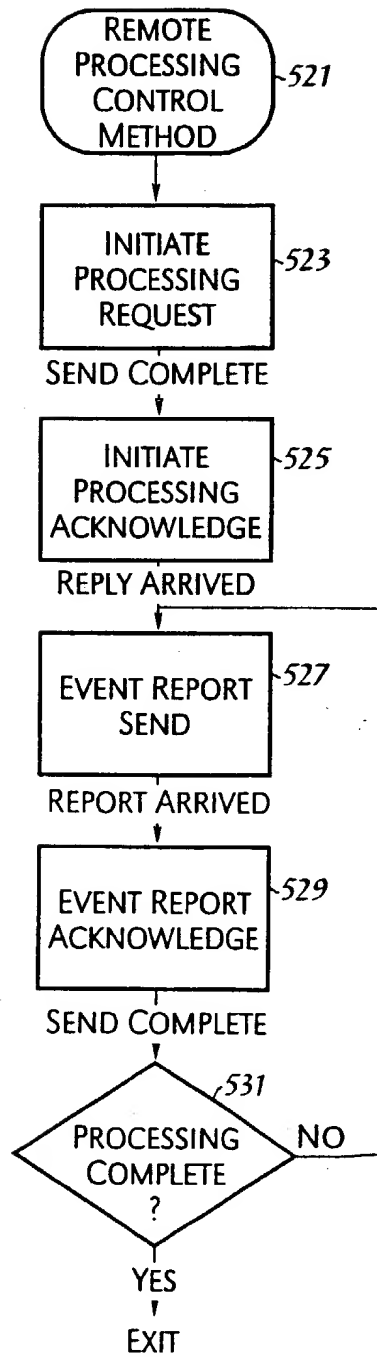 REMOTE
PROCESSING
CONTROL
METHOD
521
INITIATE
PROCESSING
REQUEST
523
SEND COMPLETE
INITIATE
PROCESSING
ACKNOWLEDGE
525
REPLY ARRIVED
EVENT REPORT
SEND
527
REPORT ARRIVED
EVENT REPORT
ACKNOWLEDGE
529
SEND COMPLETE
531
PROCESSING
COMPLETE
?
NO
YES
EXIT